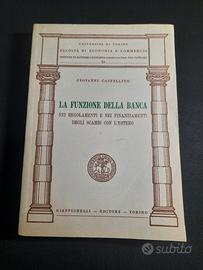 UNIVERSITÀ DI TORINO
FACOLTÀ DI ECONOMIA E COMMERCIO
GIOVANNI CASTELLINO
LA FUNZIONE DELLA BANCA
NEI REGOLAMENTI E NEI FINANZIAMENTI
DEGLI SCAMBI CON L'ESTERO
GIAPPICHELLI - EDITORE - TORINO
subito